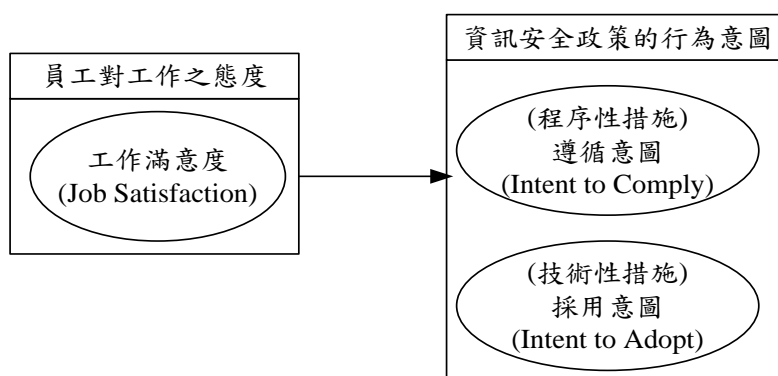 員工對工作之態度
工作滿意度
(Job Satisfaction)
資訊安全政策的行為意圖
(程序性措施)
遵循意圖
(Intent to Comply)
(技術性措施)
採用意圖
(Intent to Adopt)